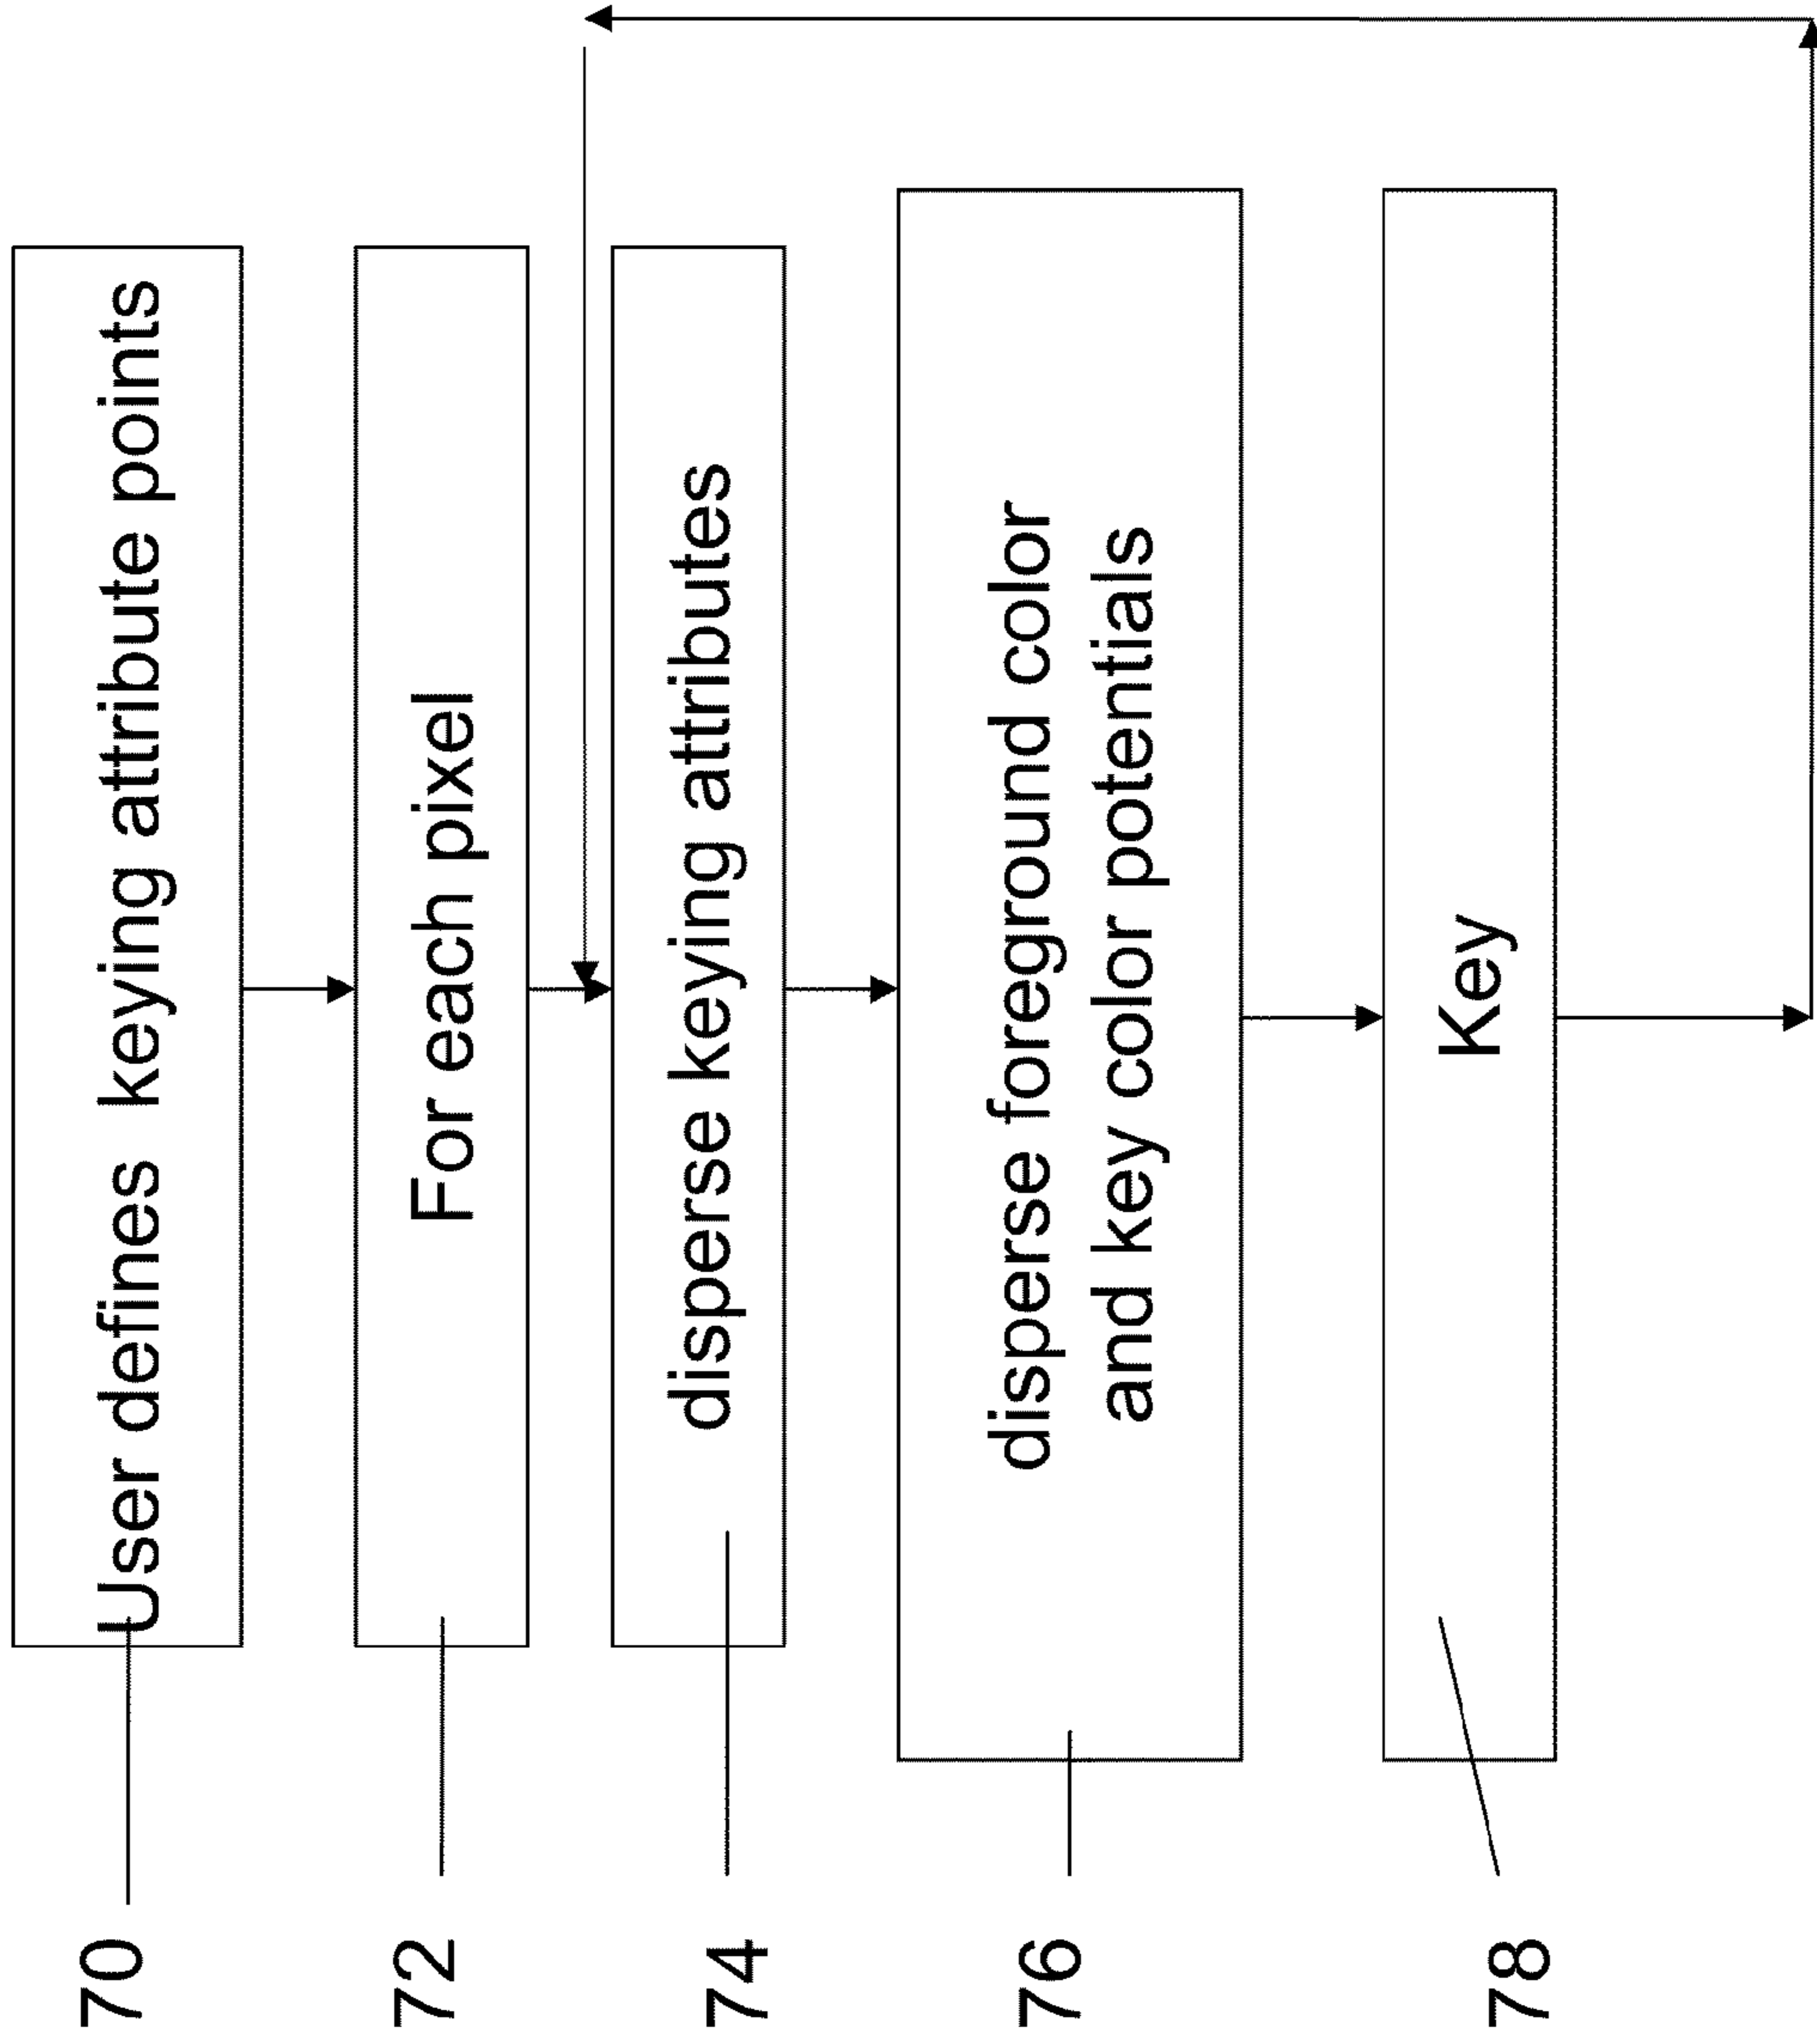 70
User defines keying attribute points
72
For each pixel
74
disperse keying attributes
76
disperse foreground color
and key color potentials
78
Key